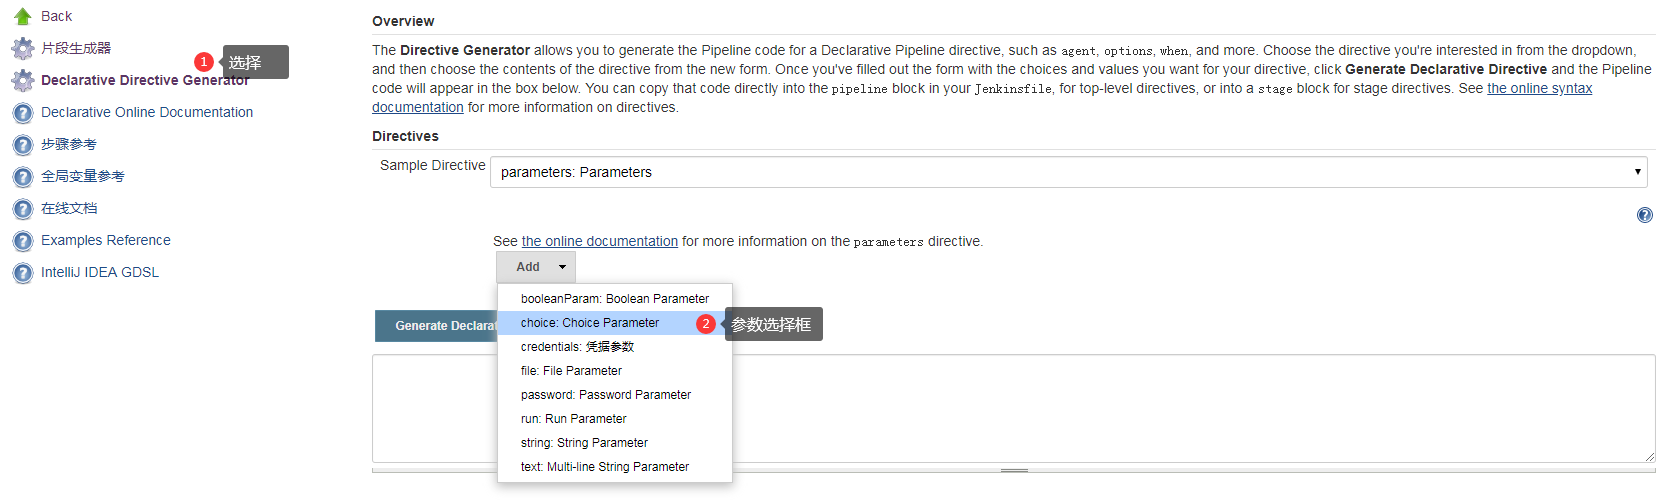 Back
片段生成器
1 选择
Declarative Directive Generator
Declarative Online Documentation
步骤参考
全局变量参考
在线文档
Examples Reference
IntelliJ IDEA GDSL
Overview
The Directive Generator allows you to generate the Pipeline code for a Declarative Pipeline directive, such as agent, options, when, and more. Choose the directive you're interested in from the dropdown,
and then choose the contents of the directive from the new form. Once you've filled out the form with the choices and values you want for your directive, click Generate Declarative Directive and the Pipeline
code will appear in the box below. You can copy that code directly into the pipeline block in your Jenkinsfile, for top-level directives, or into a stage block for stage directives. See the online syntax
documentation for more information on directives.
Directives
Sample Directive parameters: Parameters
See the online documentation for more information on the parameters directive.
Add
booleanParam: Boolean Parameter
choice: Choice Parameter 2 参数选择框
Generate
credentials: 凭据参数
file: File Parameter
password: Password Parameter
run: Run Parameter
string: String Parameter
text: Multi-line String Parameter